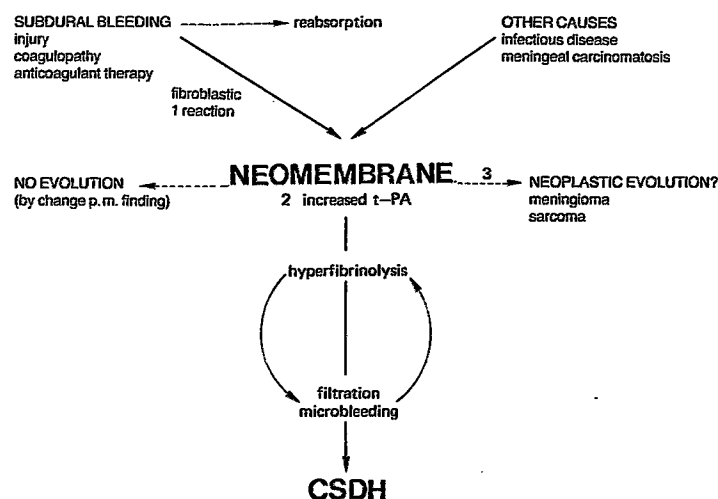 SUBDURAL BLEEDING
injury
coagulopathy
anticoagulant therapy
reabsorption
OTHER CAUSES
infectious disease
meningeal carcinomatosis
fibroblastic
1 reaction
NEOMEMBRANE
2 increased t-PA
NO EVOLUTION
(by change p.m. finding)
3
NEOPLASTIC EVOLUTION?
meningioma
sarcoma
hyperfibrinolysis
filtration
microbleeding
CSDH